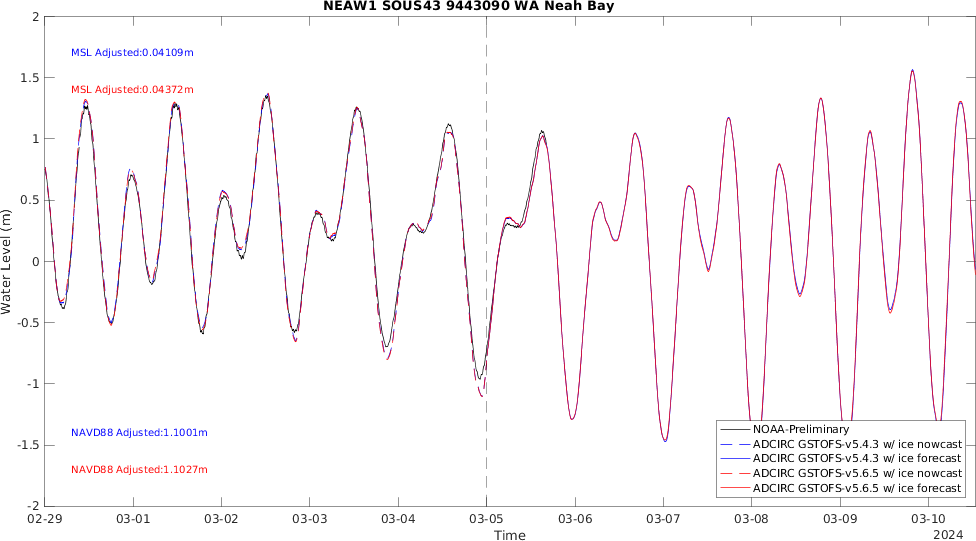 NEAW1 SOUS43 9443090 WA Neah Bay
2
MSL Adjusted:0.04109m
1.5
MSL Adjusted:0.04372m
1
0.5
0
-0.5
-1
-1.5
-2
Water Level (m)
NAVD88 Adjusted:1.1001m
NAVD88 Adjusted:1.1027m
NOAA-Preliminary
ADCIRC GSTOFS-v5.4.3 w/ ice nowcast
ADCIRC GSTOFS-v5.4.3 w/ ice forecast
ADCIRC GSTOFS-v5.6.5 w/ ice nowcast
ADCIRC GSTOFS-v5.6.5 w/ ice forecast
02-29 03-01 03-02 03-03 03-04 03-05 03-06 03-07 03-08 03-09 03-10
Time
2024